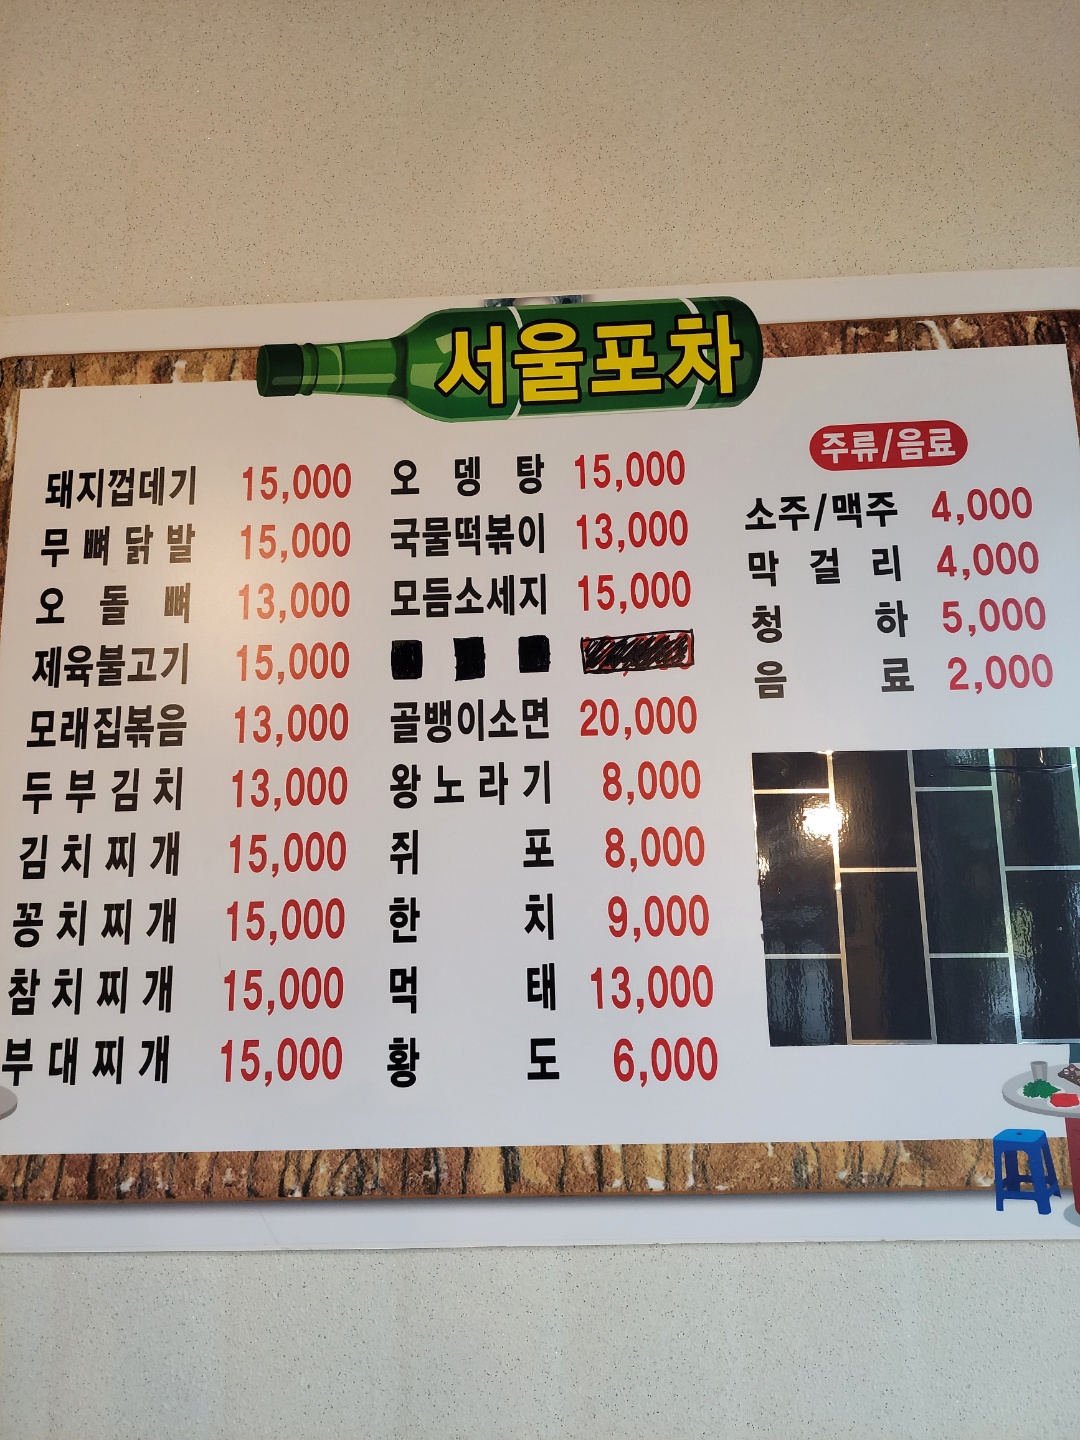 서울포차
돼지껍데기 15,000
무뼈닭발 15,000
오돌뼈 13,000
제육불고기 15,000
모래집볶음 13,000
두부김치 13,000
김치찌개 15,000
꽁치찌개 15,000
참치찌개 15,000
부대찌개 15,000
오뎅탕 15,000
국물떡볶이 13,000
모듬소세지 15,000
골뱅이소면 20,000
왕노라기 8,000
쥐포 8,000
한치 9,000
먹태 13,000
황도 6,000
주류/음료
소주/맥주 4,000
막걸리 4,000
청하 5,000
음료 2,000